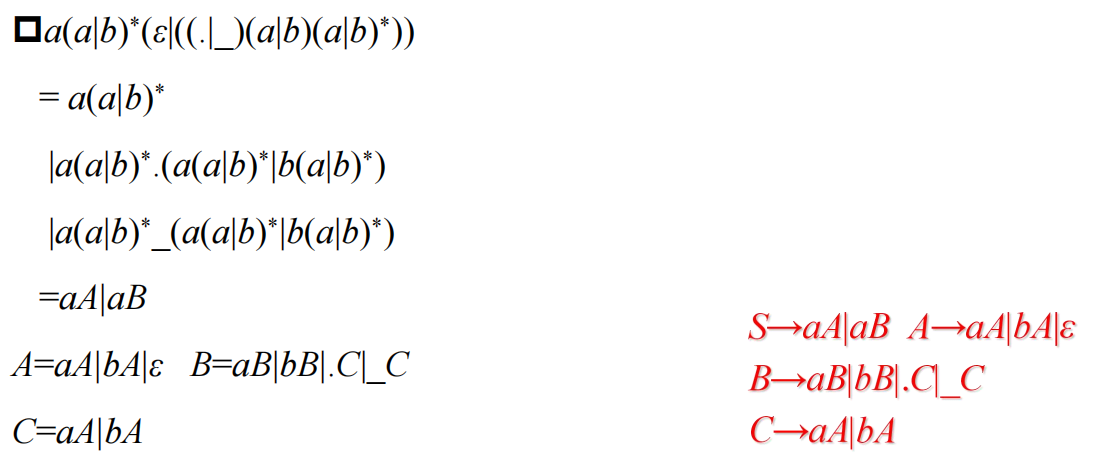 a(a|b)*(ε|((.|_)(a|b)(a|b)*))
= a(a|b)*
|a(a|b)*.(a(a|b)*|b(a|b)*)
|a(a|b)*_(a(a|b)*|b(a|b)*)
=aA|aB
A=aA|bA|ε B=aB|bB|.C|_C
C=aA|bA
S→aA|aB A→aA|bA|ε
B→aB|bB|.C|_C
C→aA|bA